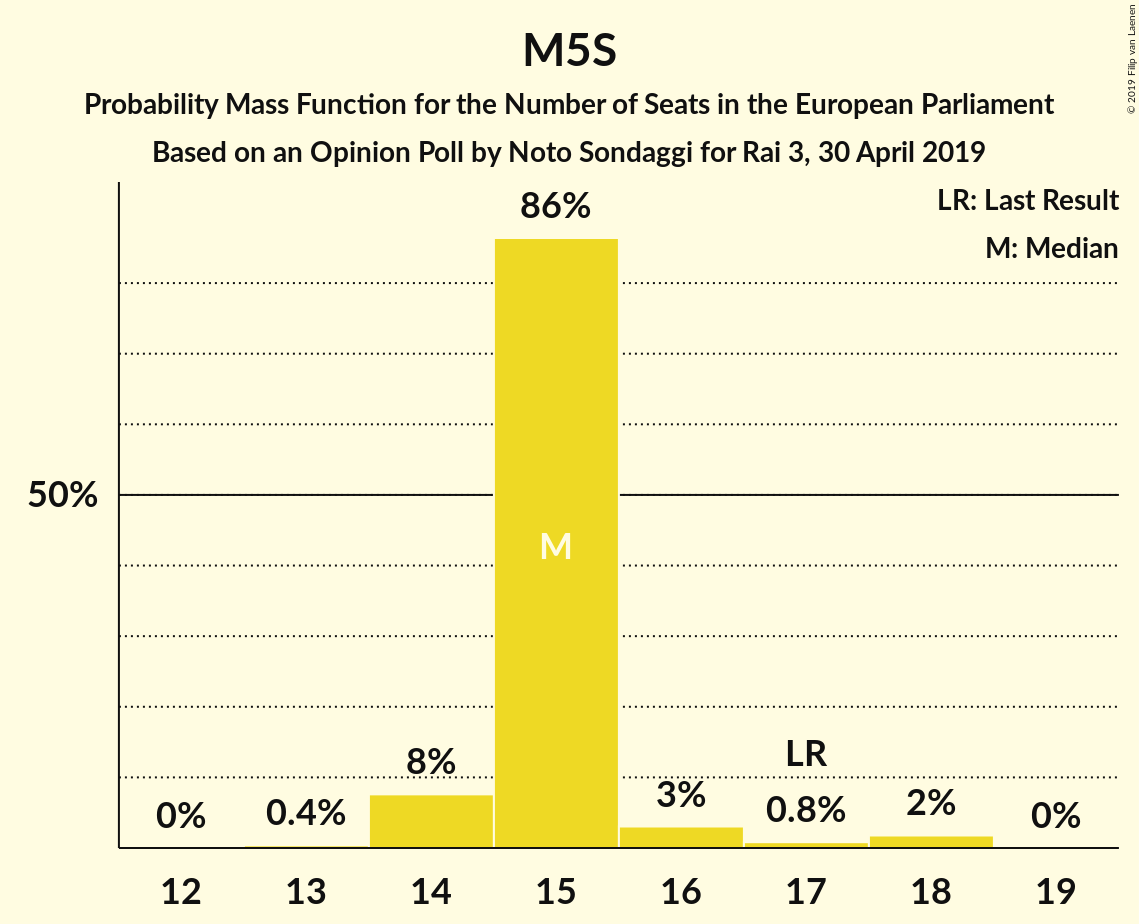 M5S
Probability Mass Function for the Number of Seats in the European Parliament
Based on an Opinion Poll by Noto Sondaggi for Rai 3, 30 April 2019
© 2019 Filip van Laenen
LR: Last Result
M: Median
86%
50%
M
LR
8%
3%
2%
0%
0.4%
0.8%
0%
12 13 14 15 16 17 18 19